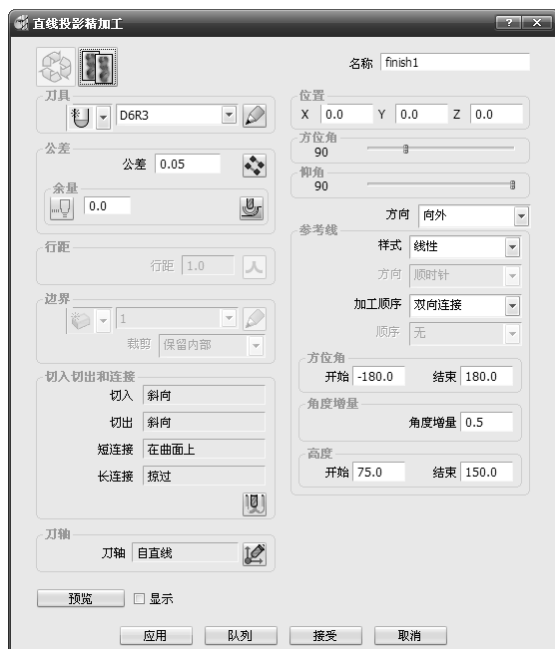 直线投影精加工
名称 finish1
刀具
D6R3
公差
公差 0.05
余量
0.0
行距
行距 1.0
边界
1
裁剪 保留内部
切入切出和连接
切入 斜向
切出 斜向
短连接 在曲面上
长连接 掠过
刀轴
刀轴 自直线
位置
X 0.0 Y 0.0 Z 0.0
方位角
90
仰角
90
方向 向外
参考线
样式 线性
方向 顺时针
加工顺序 双向连接
顺序 无
方位角
开始 -180.0 结束 180.0
角度增量
角度增量 0.5
高度
开始 75.0 结束 150.0
预览 显示
应用 队列 接受 取消